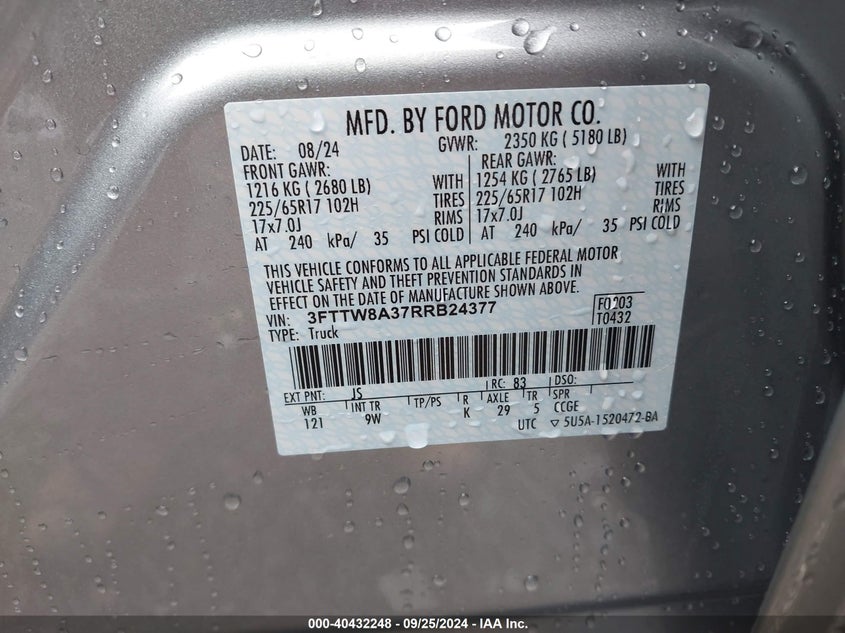 MFD. BY FORD MOTOR CO.
DATE: 08/24 GVWR: 2350 KG ( 5180 LB)
FRONT GAWR: REAR GAWR:
1216 KG ( 2680 LB) WITH 1254 KG ( 2765 LB) WITH
225/65R17 102H TIRES 225/65R17 102H TIRES
17x7.0J RIMS 17x7.0J RIMS
AT 240 kPa/ 35 PSI COLD AT 240 kPa/ 35 PSI COLD
THIS VEHICLE CONFORMS TO ALL APPLICABLE FEDERAL MOTOR
VEHICLE SAFETY AND THEFT PREVENTION STANDARDS IN
EFFECT ON THE DATE OF MANUFACTURE SHOWN ABOVE.
VIN: 3FTTW8A37RRB24377 F0203
TYPE: Truck T0432
EXT PNT: JS RC: 83 DSO:
WB INT TR TP/PS R AXLE TR SPR
121 9W K 29 5 CCGE
UTC ▽ 5U5A-1520472-BA
000-40432248 - 09/25/2024 - IAA Inc.